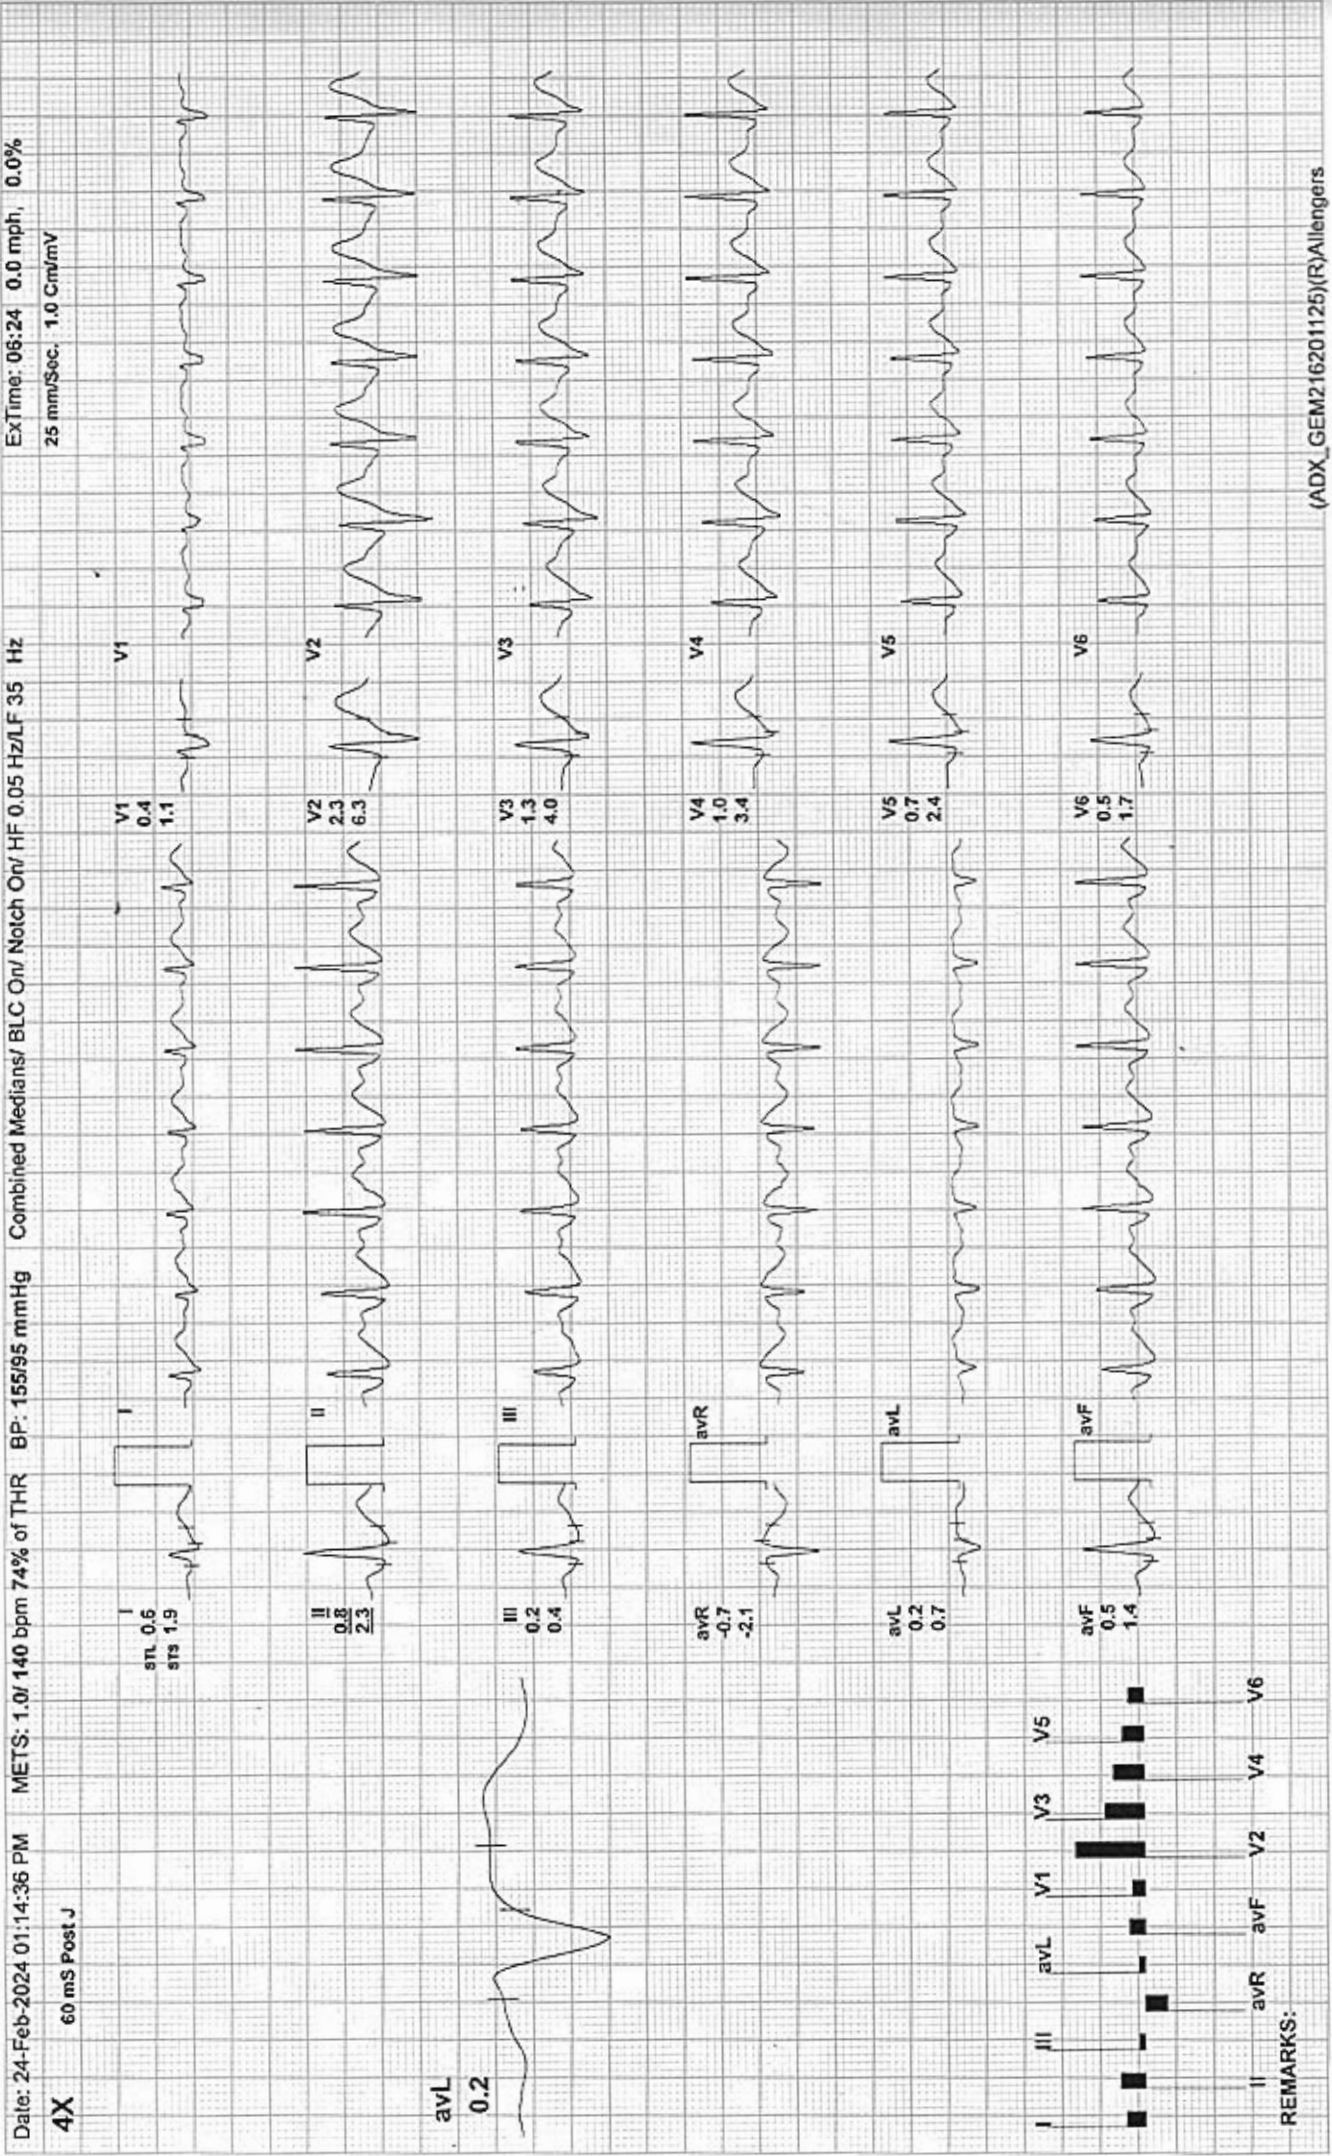 Date: 24-Feb-2024 01:14:36 PM METS: 1.0/ 140 bpm 74% of THR BP: 155/95 mmHg Combined Medians/ BLC On/ Notch On/ HF 0.05 Hz/LF 35 Hz
ExTime: 06:24 0.0 mph, 0.0%
4X
60 mS Post J
25 mm/Sec. 1.0 Cm/mV
avL
0.2
I
STL 0.6
STS 1.9
I
V1
0.4
1.1
V1
II
0.8
2.3
II
V2
2.3
6.3
V2
III
0.2
0.4
III
V3
1.3
4.0
V3
avR
-0.7
-2.1
avR
V4
1.0
3.4
V4
avL
0.2
0.7
avL
V5
0.7
2.4
V5
avF
0.5
1.4
avF
V6
0.5
1.7
V6
I III avL V1 V3 V5
II avR avF V2 V4 V6
REMARKS:
(ADX_GEM216201125)(R)Allengers